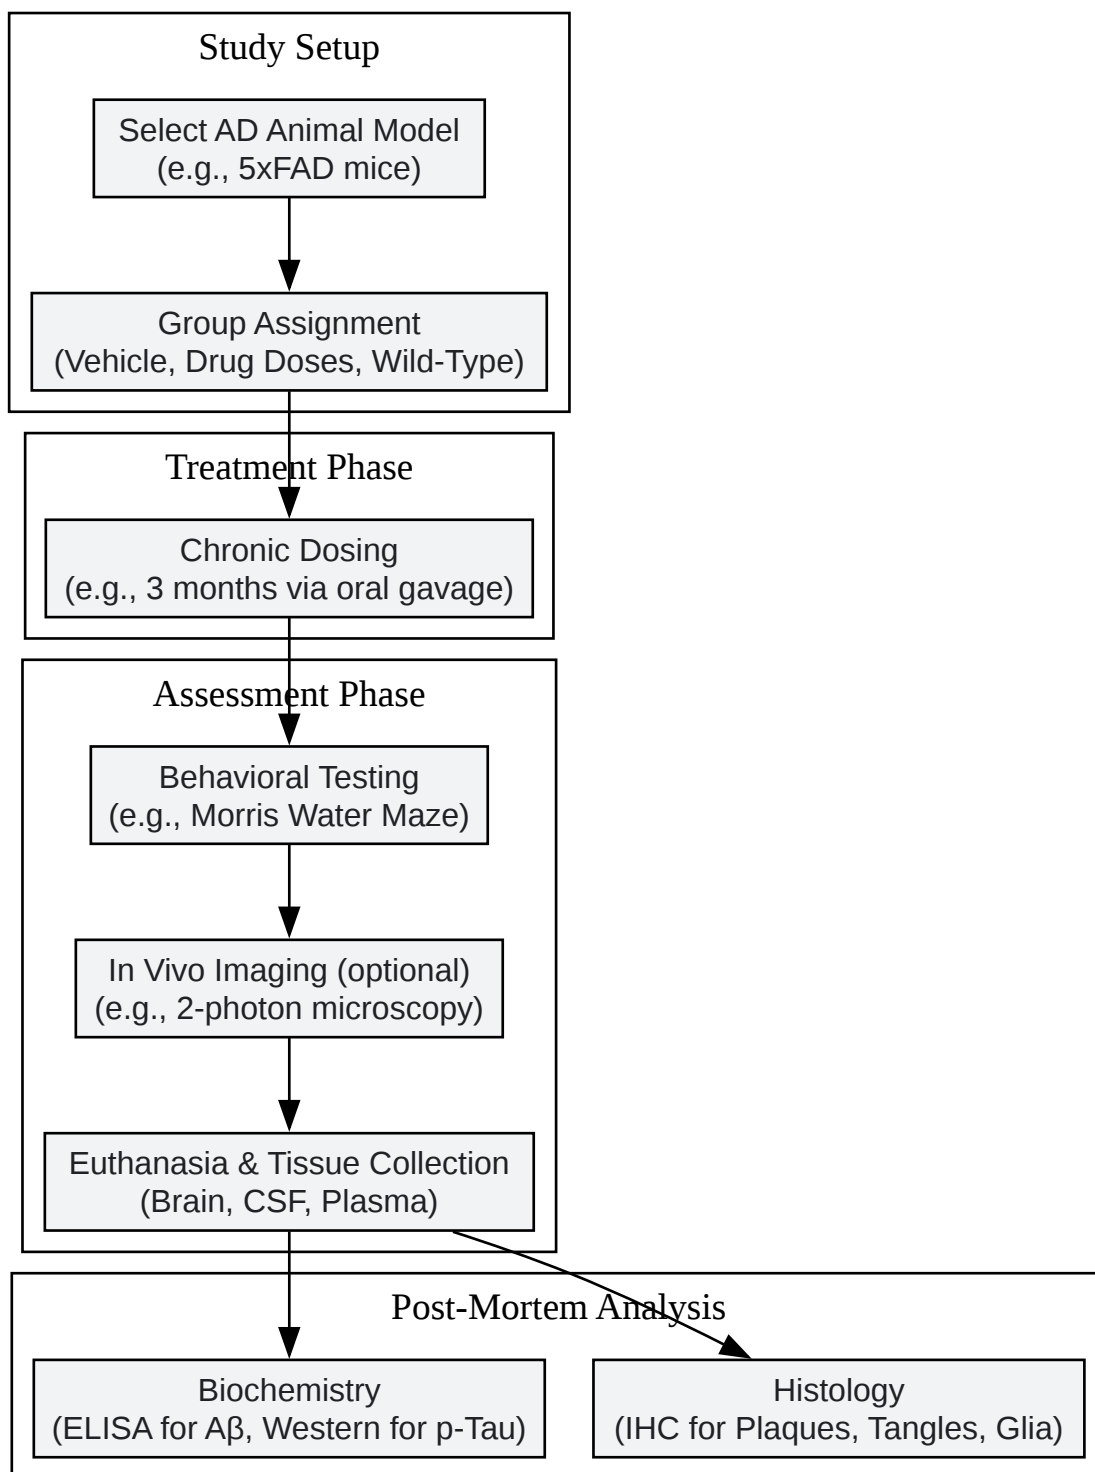 Study Setup
Select AD Animal Model
(e.g., 5xFAD mice)
Group Assignment
(Vehicle, Drug Doses, Wild-Type)
Treatment Phase
Chronic Dosing
(e.g., 3 months via oral gavage)
Assessment Phase
Behavioral Testing
(e.g., Morris Water Maze)
In Vivo Imaging (optional)
(e.g., 2-photon microscopy)
Euthanasia & Tissue Collection
(Brain, CSF, Plasma)
Post-Mortem Analysis
Biochemistry
(ELISA for Aβ, Western for p-Tau)
Histology
(IHC for Plaques, Tangles, Glia)